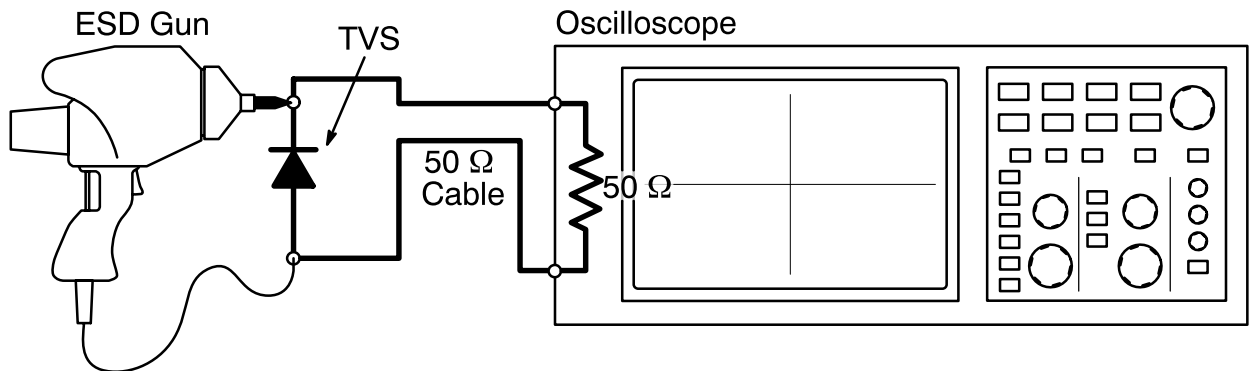 ESD Gun
TVS
Oscilloscope
50 Ω
Cable
50 Ω